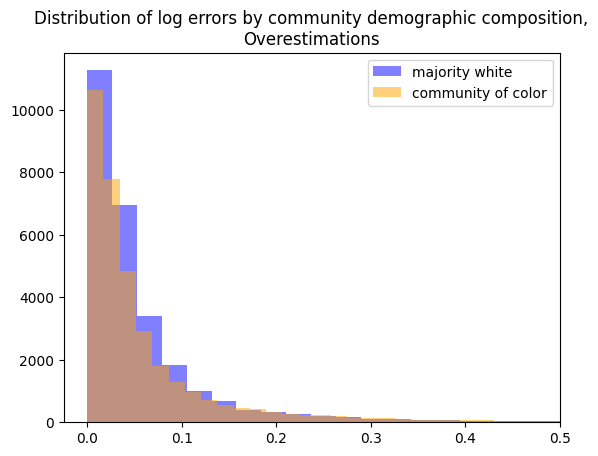 Distribution of log errors by community demographic composition,
Overestimations
majority white
community of color
10000
8000
6000
4000
2000
0
0.0 0.1 0.2 0.3 0.4 0.5